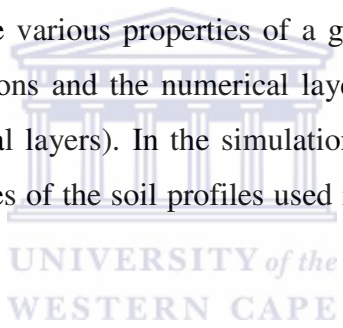 e various properties of a g
ons and the numerical laye
al layers). In the simulation
es of the soil profiles used
UNIVERSITY of the
WESTERN CAPE